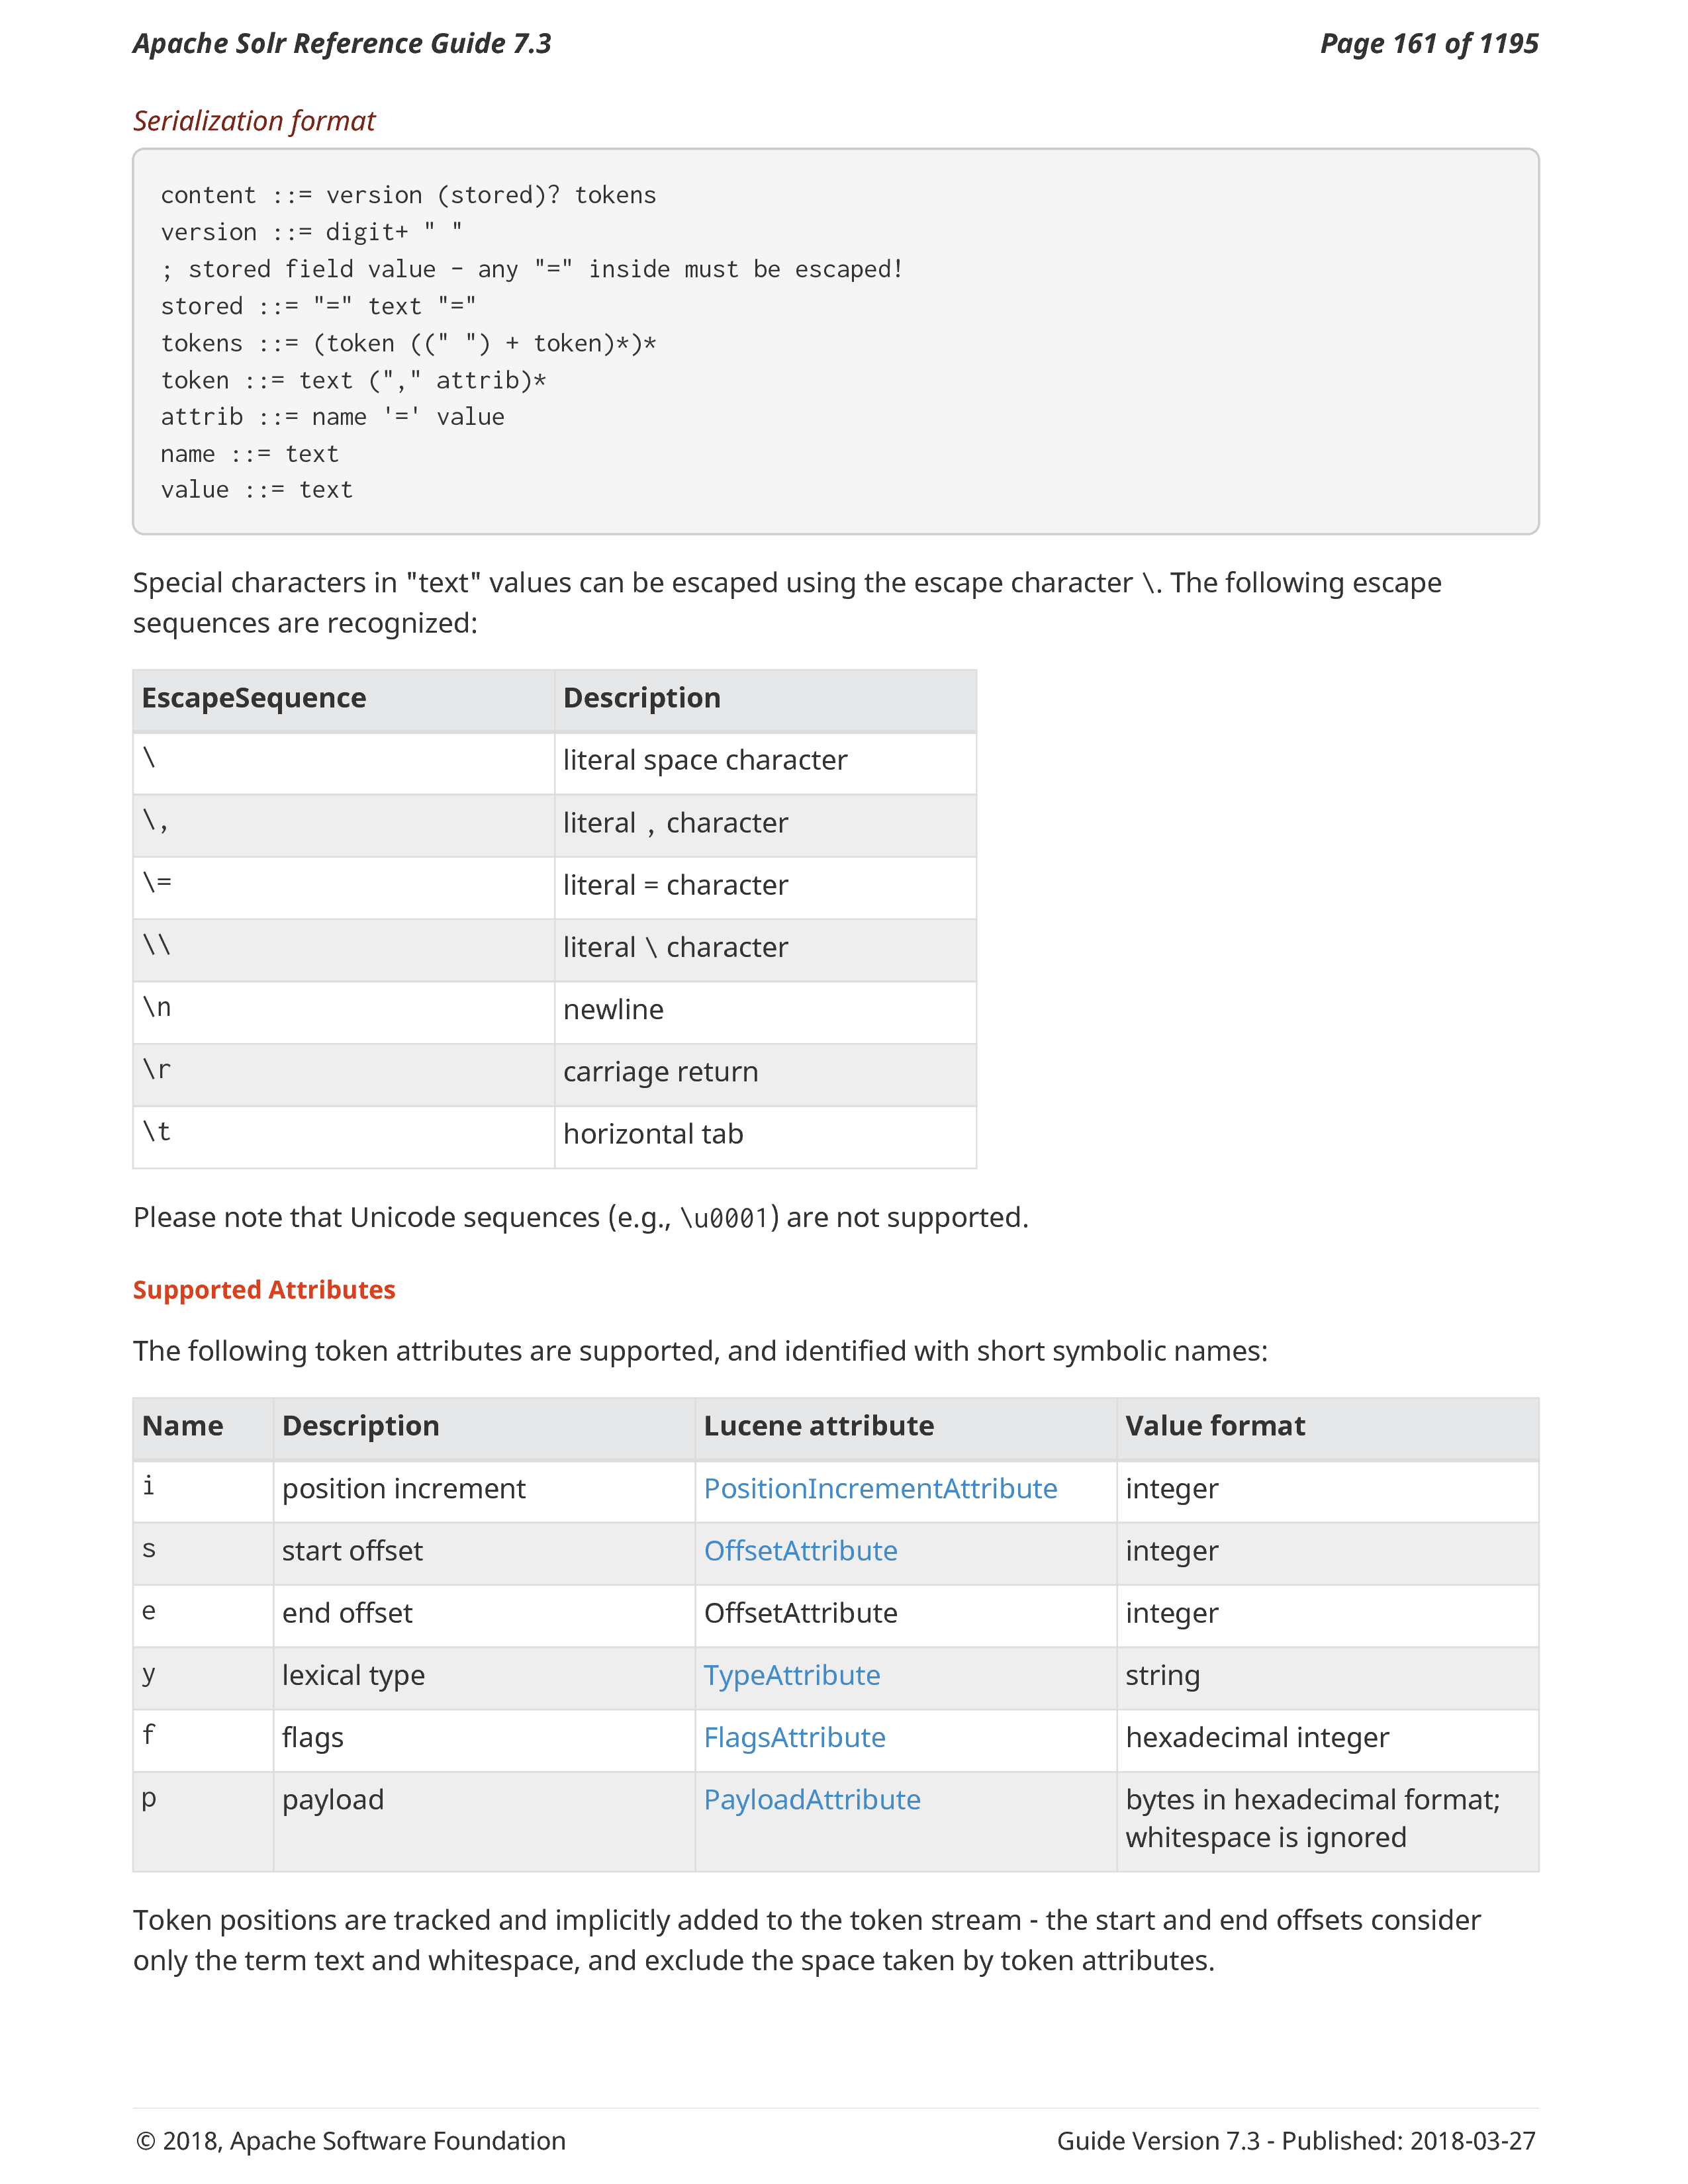 Apache Solr Reference Guide 7.3 Page 161 of 1195
Serialization format
content ::= version (stored)? tokens
version ::= digit+ " "
; stored field value - any "=" inside must be escaped!
stored ::= "=" text "="
tokens ::= (token ((" ") + token)*)*
token ::= text ("," attrib)*
attrib ::= name '=' value
name ::= text
value ::= text
Special characters in "text" values can be escaped using the escape character \. The following escape
sequences are recognized:
EscapeSequence Description
\ literal space character
\, literal , character
\= literal = character
\\ literal \ character
\n newline
\r carriage return
\t horizontal tab
Please note that Unicode sequences (e.g., \u0001) are not supported.
Supported Attributes
The following token attributes are supported, and identified with short symbolic names:
Name Description Lucene attribute Value format
i position increment PositionIncrementAttribute integer
s start offset OffsetAttribute integer
e end offset OffsetAttribute integer
y lexical type TypeAttribute string
f flags FlagsAttribute hexadecimal integer
p payload PayloadAttribute bytes in hexadecimal format;
whitespace is ignored
Token positions are tracked and implicitly added to the token stream - the start and end offsets consider
only the term text and whitespace, and exclude the space taken by token attributes.
© 2018, Apache Software Foundation Guide Version 7.3 - Published: 2018-03-27